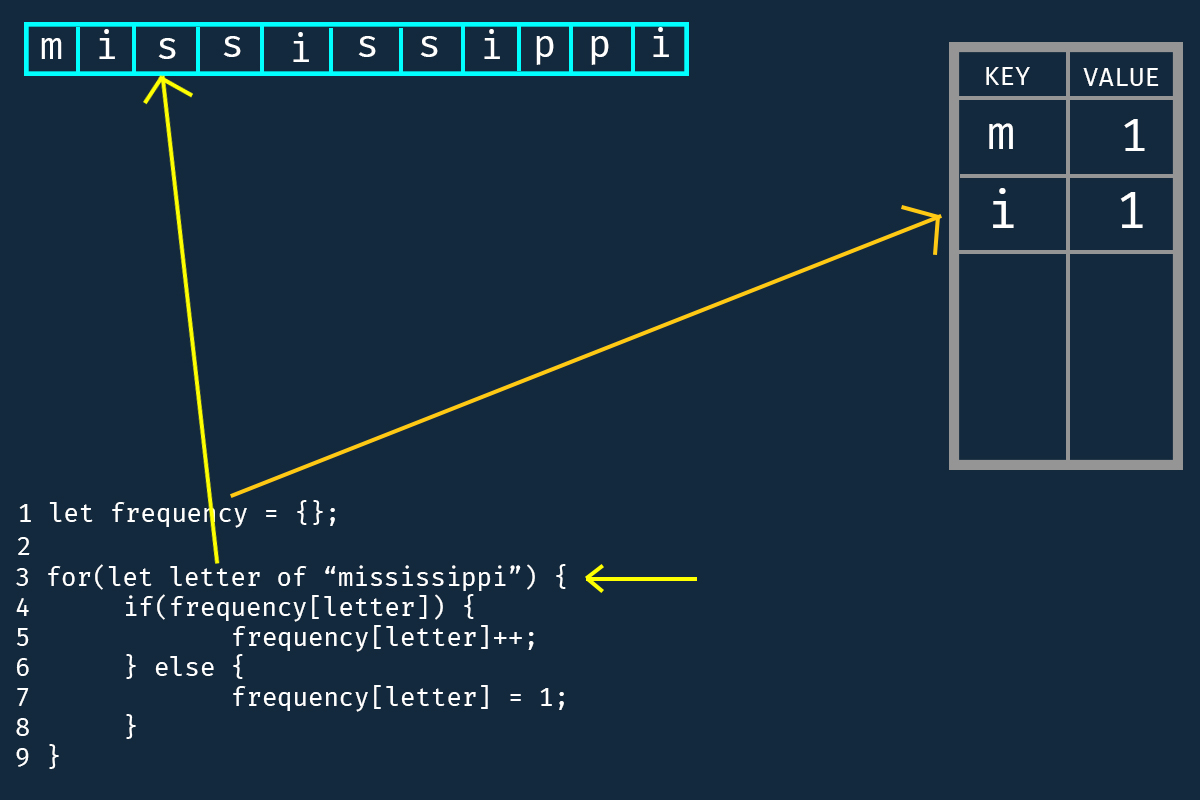 m i s s i s s i p p i
KEY VALUE
m 1
i 1
1 let frequency = {};
2
3 for(let letter of “mississippi”) {
4 if(frequency[letter]) {
5 frequency[letter]++;
6 } else {
7 frequency[letter] = 1;
8 }
9 }